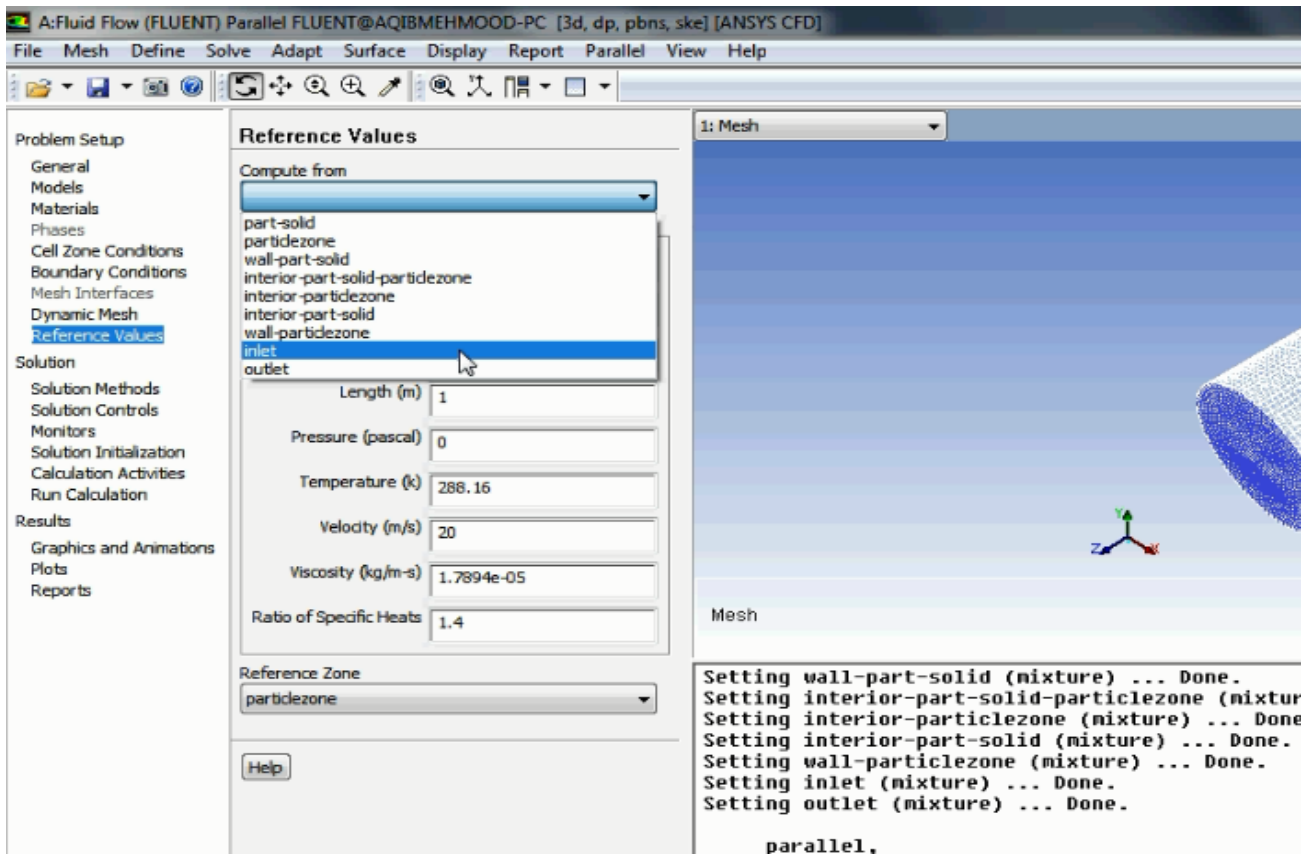 A:Fluid Flow (FLUENT) Parallel FLUENT@AQIBMEHMOOD-PC [3d, dp, pbns, ske] [ANSYS CFD]
File Mesh Define Solve Adapt Surface Display Report Parallel View Help
Problem Setup
General
Models
Materials
Phases
Cell Zone Conditions
Boundary Conditions
Mesh Interfaces
Dynamic Mesh
Reference Values
Solution
Solution Methods
Solution Controls
Monitors
Solution Initialization
Calculation Activities
Run Calculation
Results
Graphics and Animations
Plots
Reports
Reference Values
Compute from
part-solid
particlezone
wall-part-solid
interior-part-solid-particlezone
interior-particlezone
interior-part-solid
wall-particlezone
inlet
outlet
Length (m) 1
Pressure (pascal) 0
Temperature (k) 288.16
Velocity (m/s) 20
Viscosity (kg/m-s) 1.7894e-05
Ratio of Specific Heats 1.4
Reference Zone
particlezone
Help
1: Mesh
Y
Z X
Mesh
Setting wall-part-solid (mixture) ... Done.
Setting interior-part-solid-particlezone (mixtur
Setting interior-particlezone (mixture) ... Done
Setting interior-part-solid (mixture) ... Done.
Setting wall-particlezone (mixture) ... Done.
Setting inlet (mixture) ... Done.
Setting outlet (mixture) ... Done.
parallel,